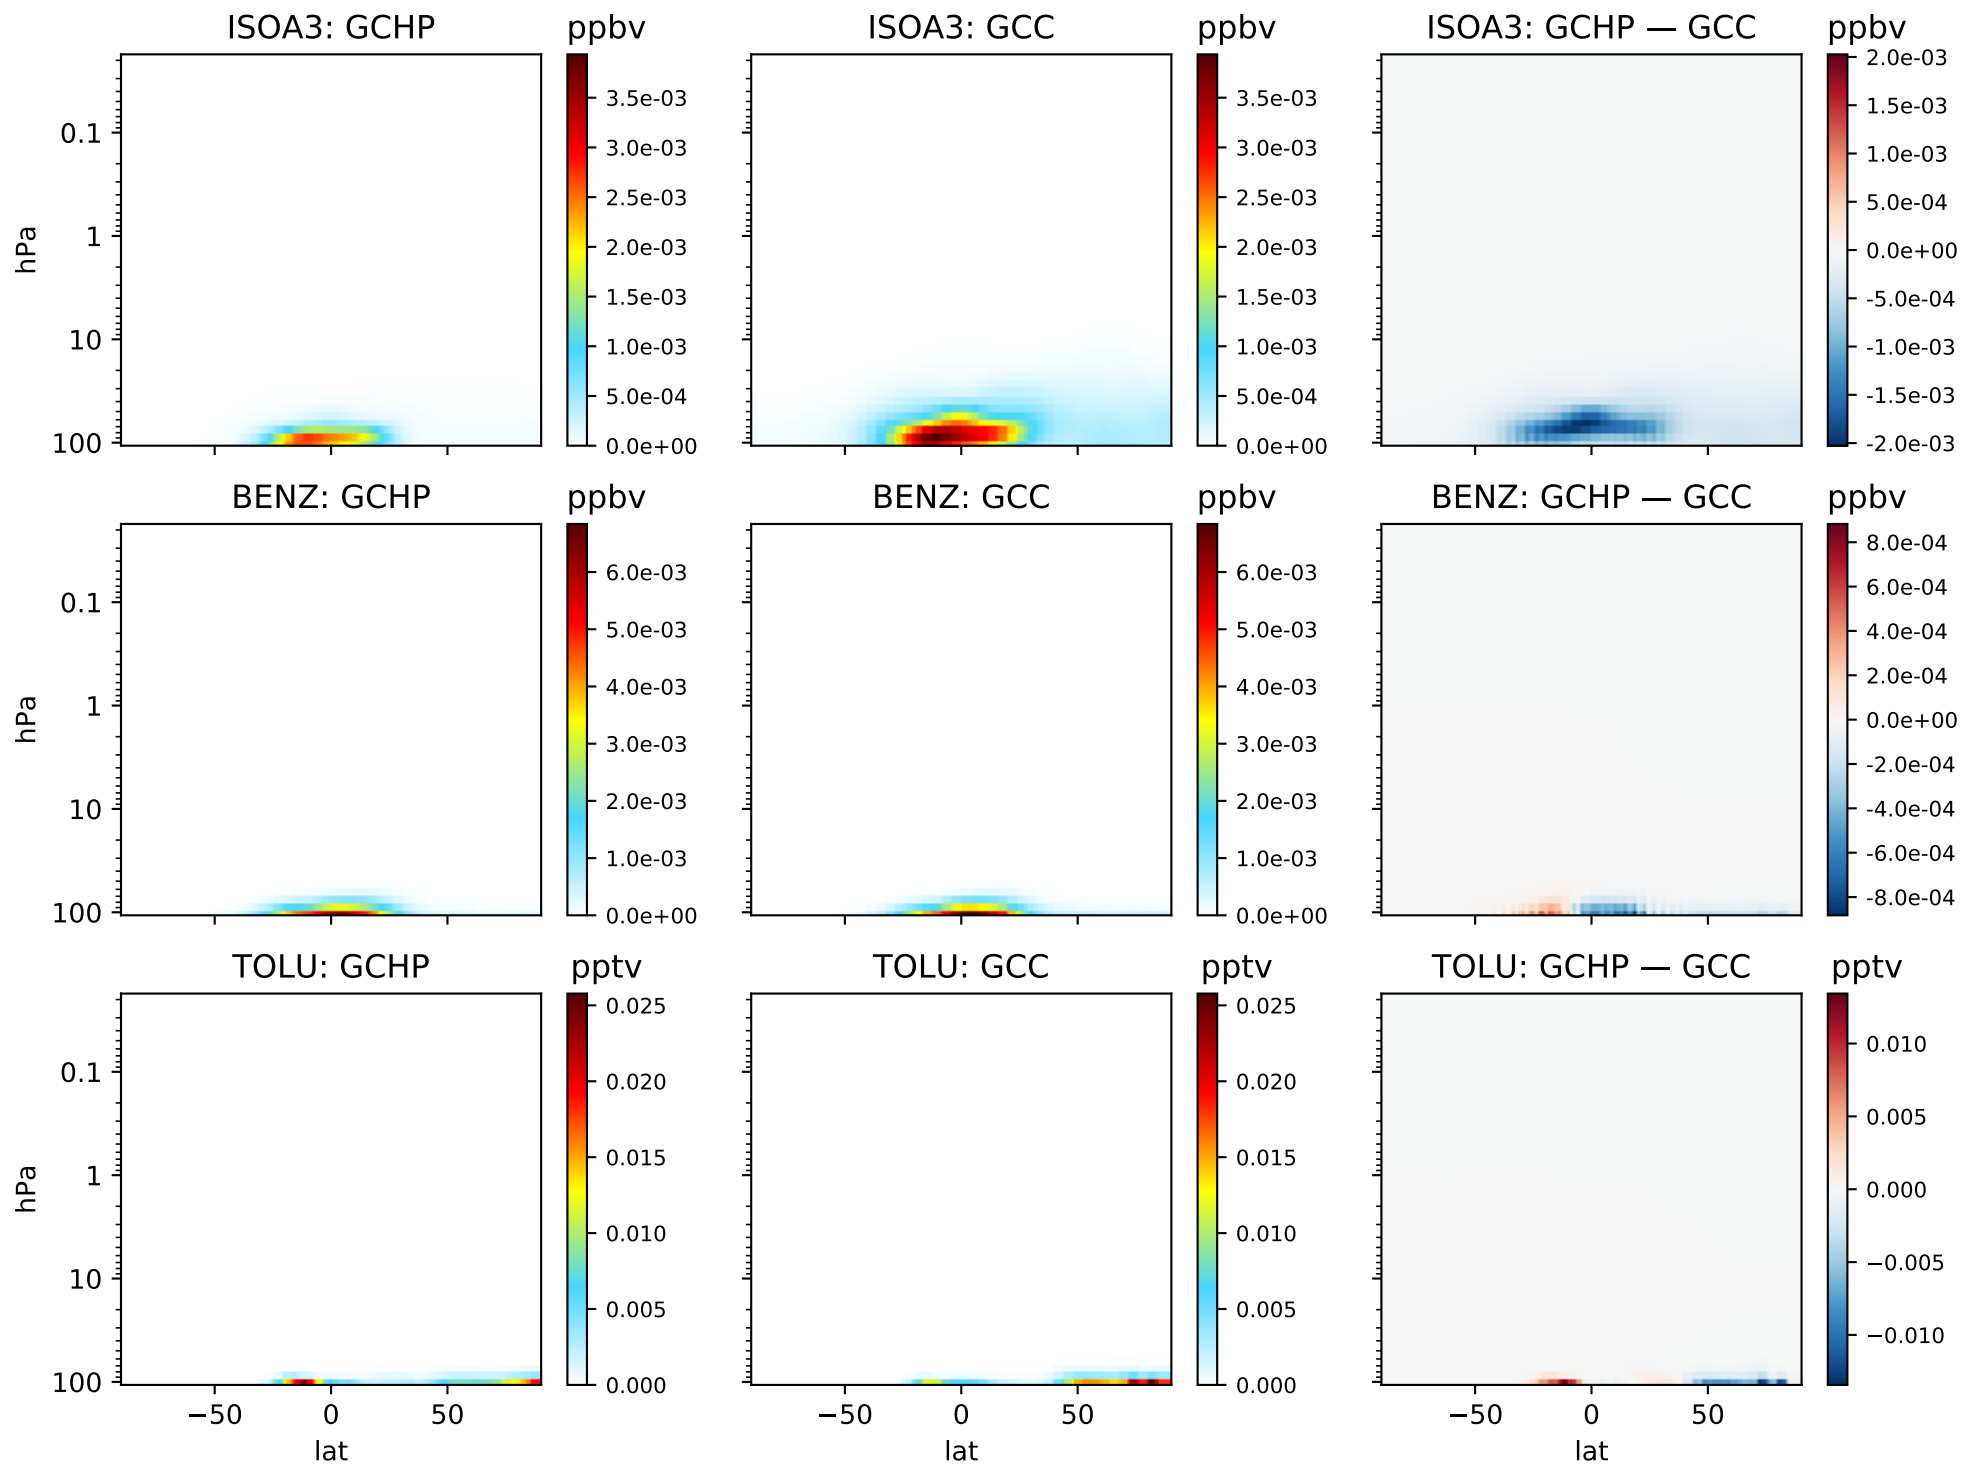 ISOA3: GCHP
ppbv
ISOA3: GCC
ppbv
ISOA3: GCHP — GCC
ppbv
hPa
0.1
1
10
100
3.5e-03
3.0e-03
2.5e-03
2.0e-03
1.5e-03
1.0e-03
5.0e-04
0.0e+00
3.5e-03
3.0e-03
2.5e-03
2.0e-03
1.5e-03
1.0e-03
5.0e-04
0.0e+00
2.0e-03
1.5e-03
1.0e-03
5.0e-04
0.0e+00
-5.0e-04
-1.0e-03
-1.5e-03
-2.0e-03
BENZ: GCHP
ppbv
BENZ: GCC
ppbv
BENZ: GCHP — GCC
ppbv
hPa
0.1
1
10
100
6.0e-03
5.0e-03
4.0e-03
3.0e-03
2.0e-03
1.0e-03
0.0e+00
6.0e-03
5.0e-03
4.0e-03
3.0e-03
2.0e-03
1.0e-03
0.0e+00
8.0e-04
6.0e-04
4.0e-04
2.0e-04
0.0e+00
-2.0e-04
-4.0e-04
-6.0e-04
-8.0e-04
TOLU: GCHP
pptv
TOLU: GCC
pptv
TOLU: GCHP — GCC
pptv
hPa
0.1
1
10
100
0.025
0.020
0.015
0.010
0.005
0.000
0.025
0.020
0.015
0.010
0.005
0.000
0.010
0.005
0.000
−0.005
−0.010
−50 0 50
lat
−50 0 50
lat
−50 0 50
lat